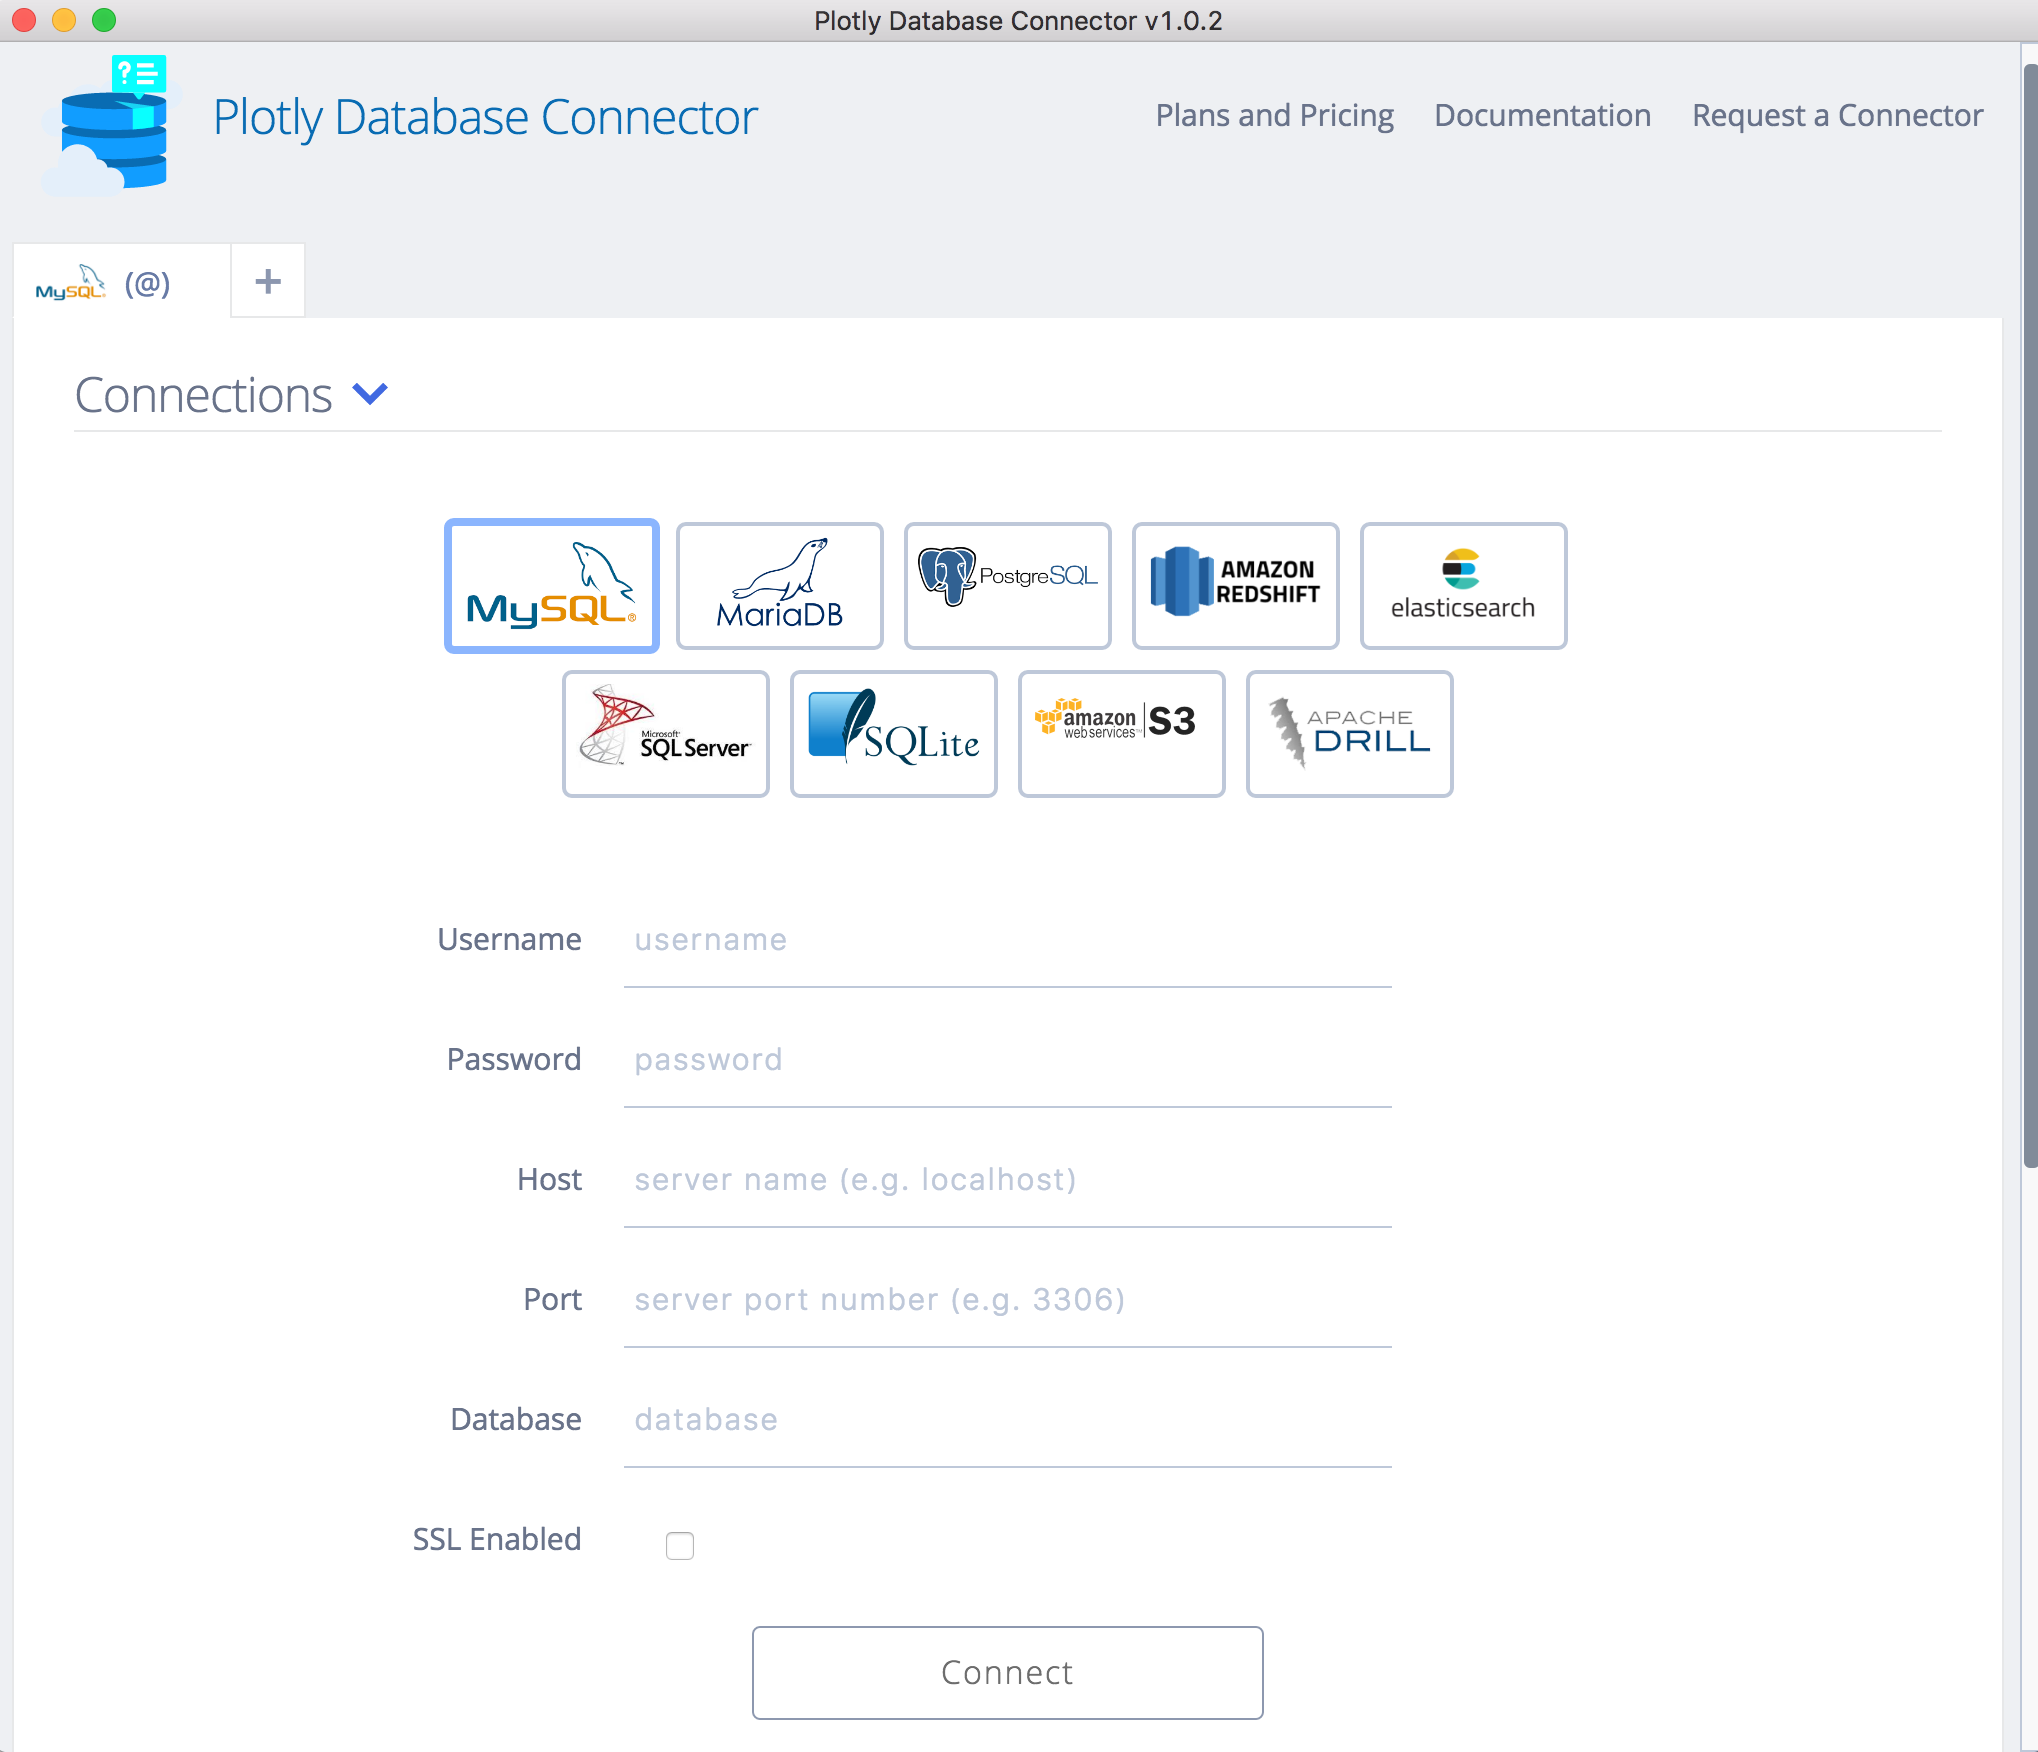 Plotly Database Connector v1.0.2
?
Plotly Database Connector
Plans and Pricing Documentation Request a Connector
MySQL® (@) +
Connections
MySQL®
MariaDB
PostgreSQL
AMAZON
REDSHIFT
elasticsearch
Microsoft®
SQL Server™
SQLite
amazon
web services™
S3
APACHE
DRILL
Username username
Password password
Host server name (e.g. localhost)
Port server port number (e.g. 3306)
Database database
SSL Enabled
Connect